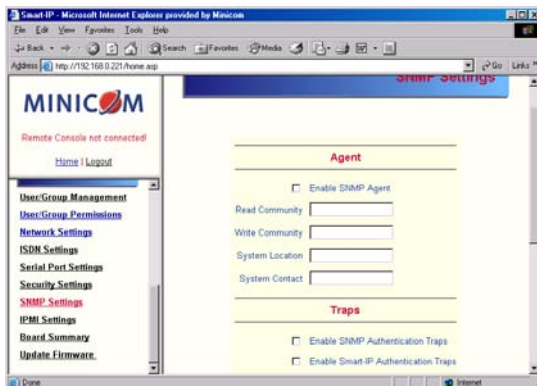 Smart-IP - Microsoft Internet Explorer provided by Minicom
File Edit View Favorites Tools Help
Back Search Favorites Media
Address http://192.168.0.221/home.asp Go Links »
MINICOM
Remote Console not connected!
Home | Logout
User/Group Management
User/Group Permissions
Network Settings
ISDN Settings
Serial Port Settings
Security Settings
SNMP Settings
IPMI Settings
Board Summary
Update Firmware
SNMP Settings
Agent
Enable SNMP Agent
Read Community
Write Community
System Location
System Contact
Traps
Enable SNMP Authentication Traps
Enable Smart-IP Authentication Traps
Done Internet